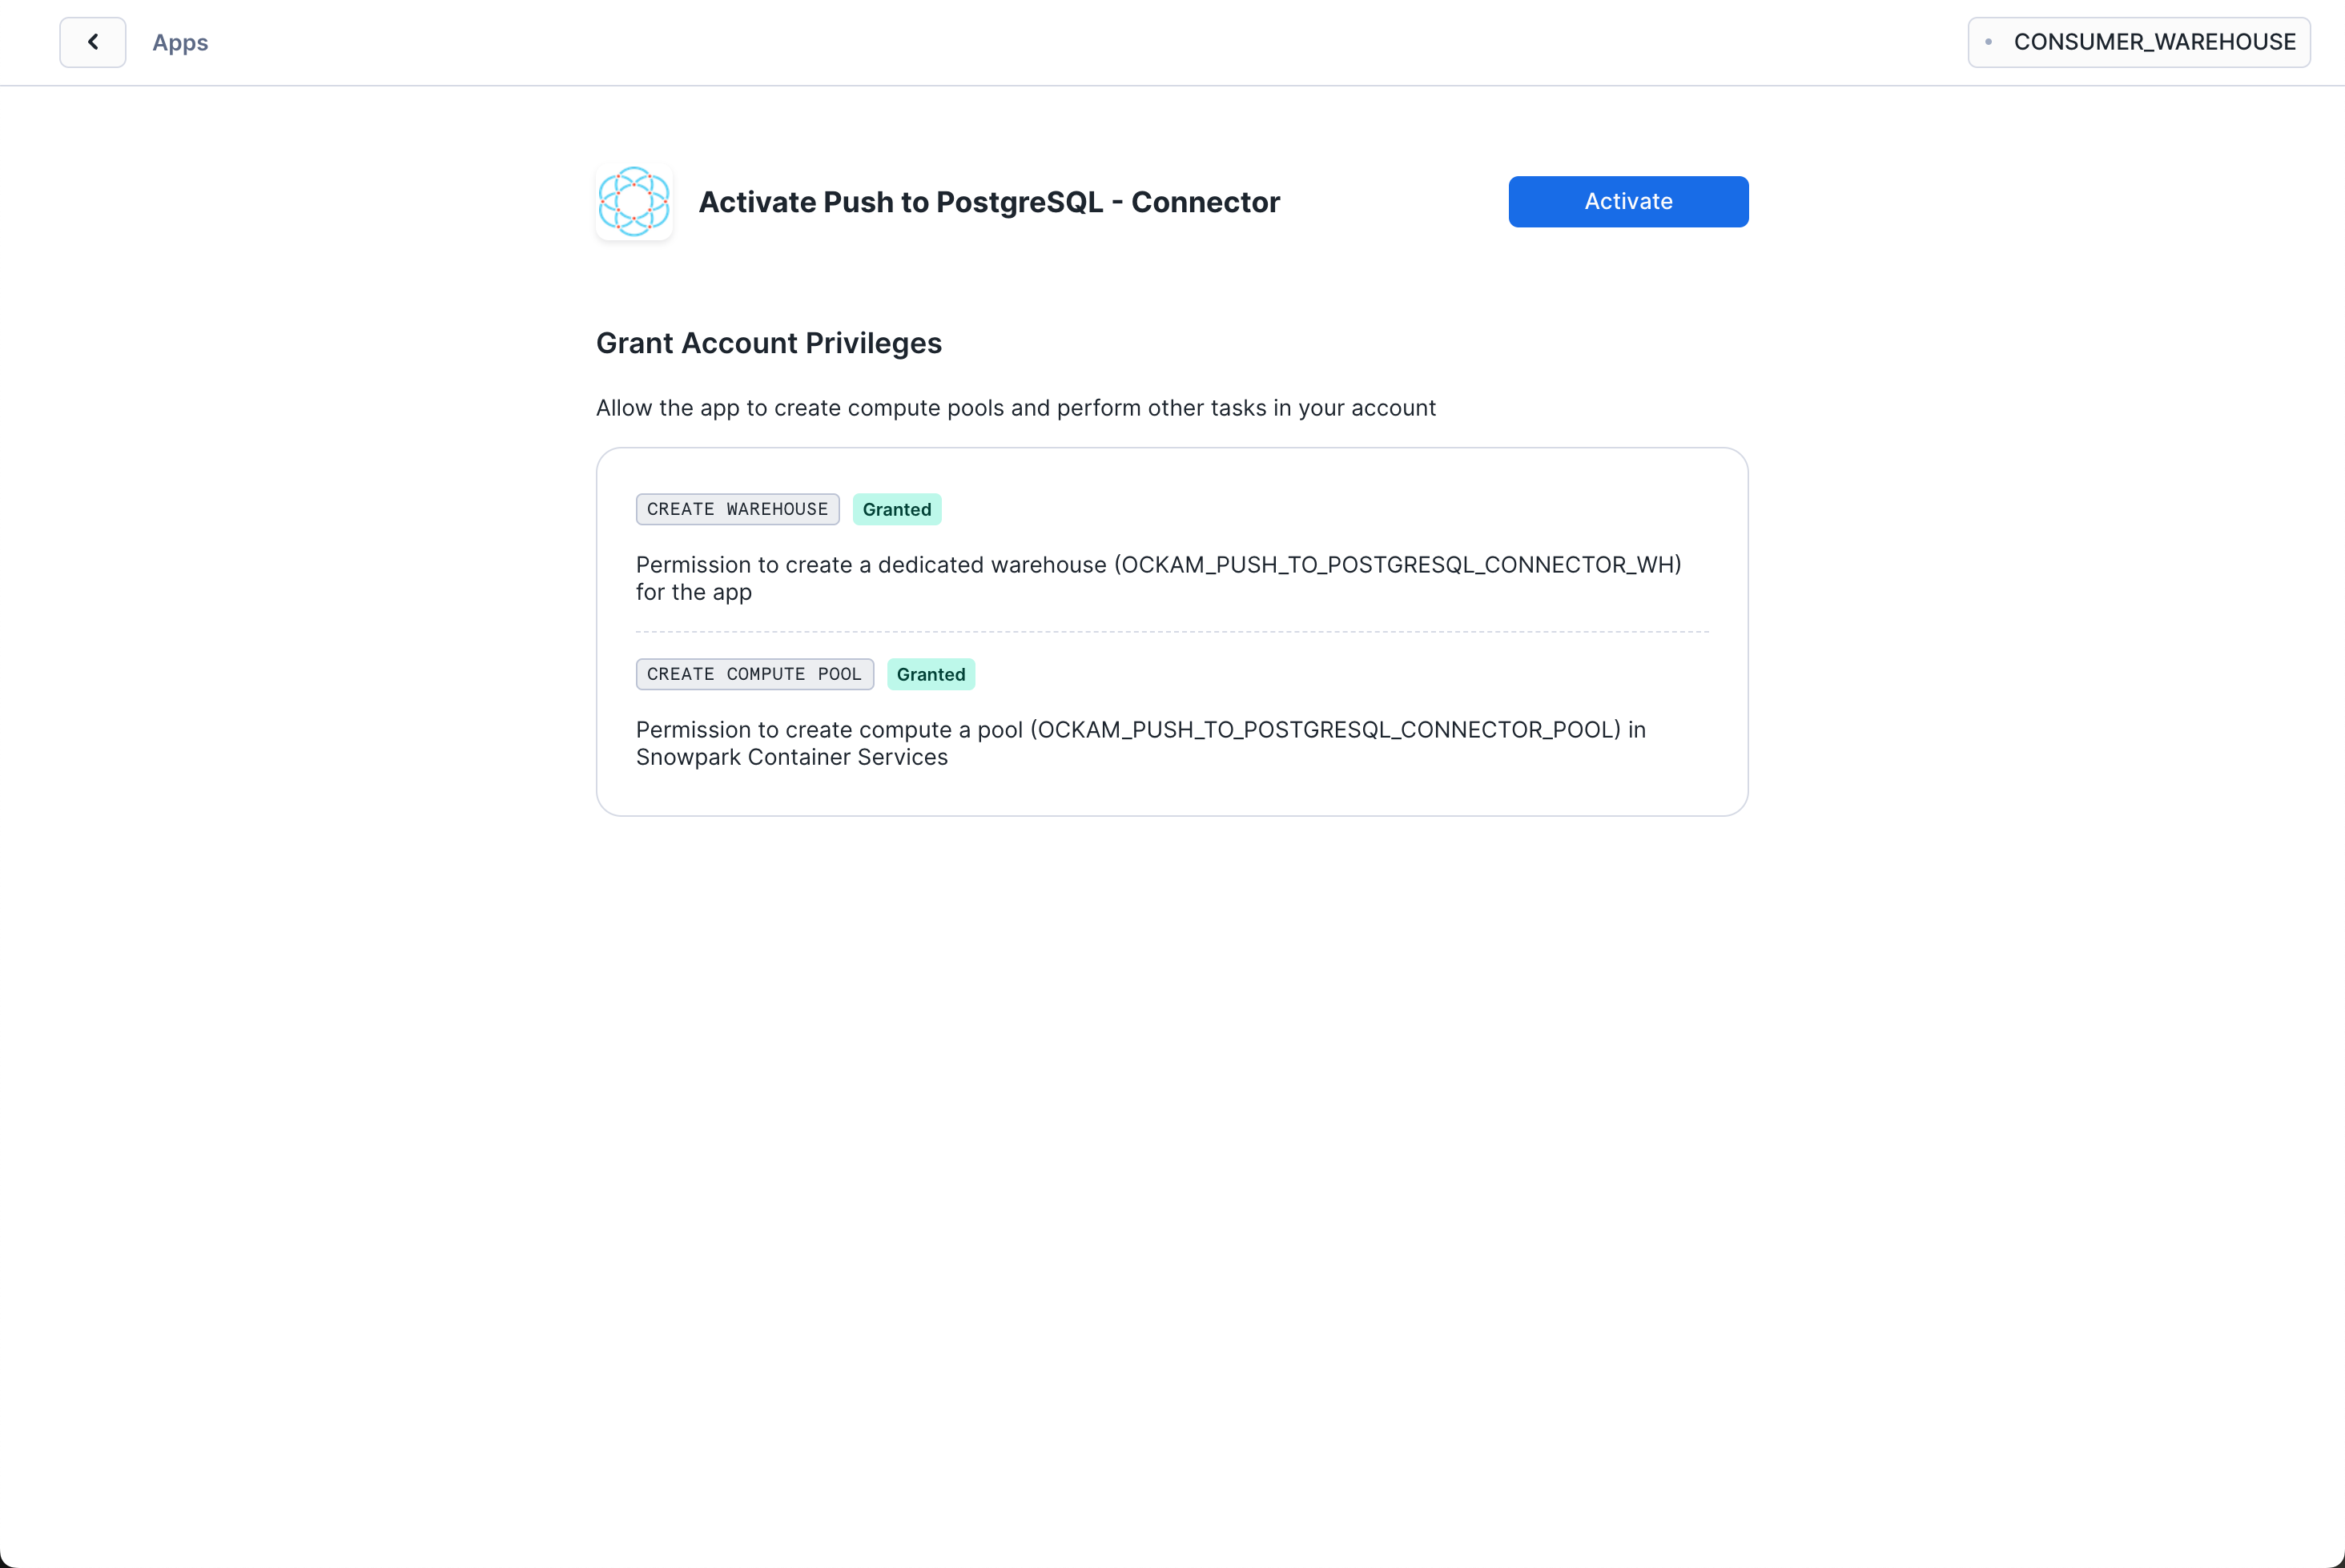 Apps
CONSUMER_WAREHOUSE
Activate Push to PostgreSQL - Connector
Activate
Grant Account Privileges
Allow the app to create compute pools and perform other tasks in your account
CREATE WAREHOUSE Granted
Permission to create a dedicated warehouse (OCKAM_PUSH_TO_POSTGRESQL_CONNECTOR_WH)
for the app
CREATE COMPUTE POOL Granted
Permission to create compute a pool (OCKAM_PUSH_TO_POSTGRESQL_CONNECTOR_POOL) in
Snowpark Container Services